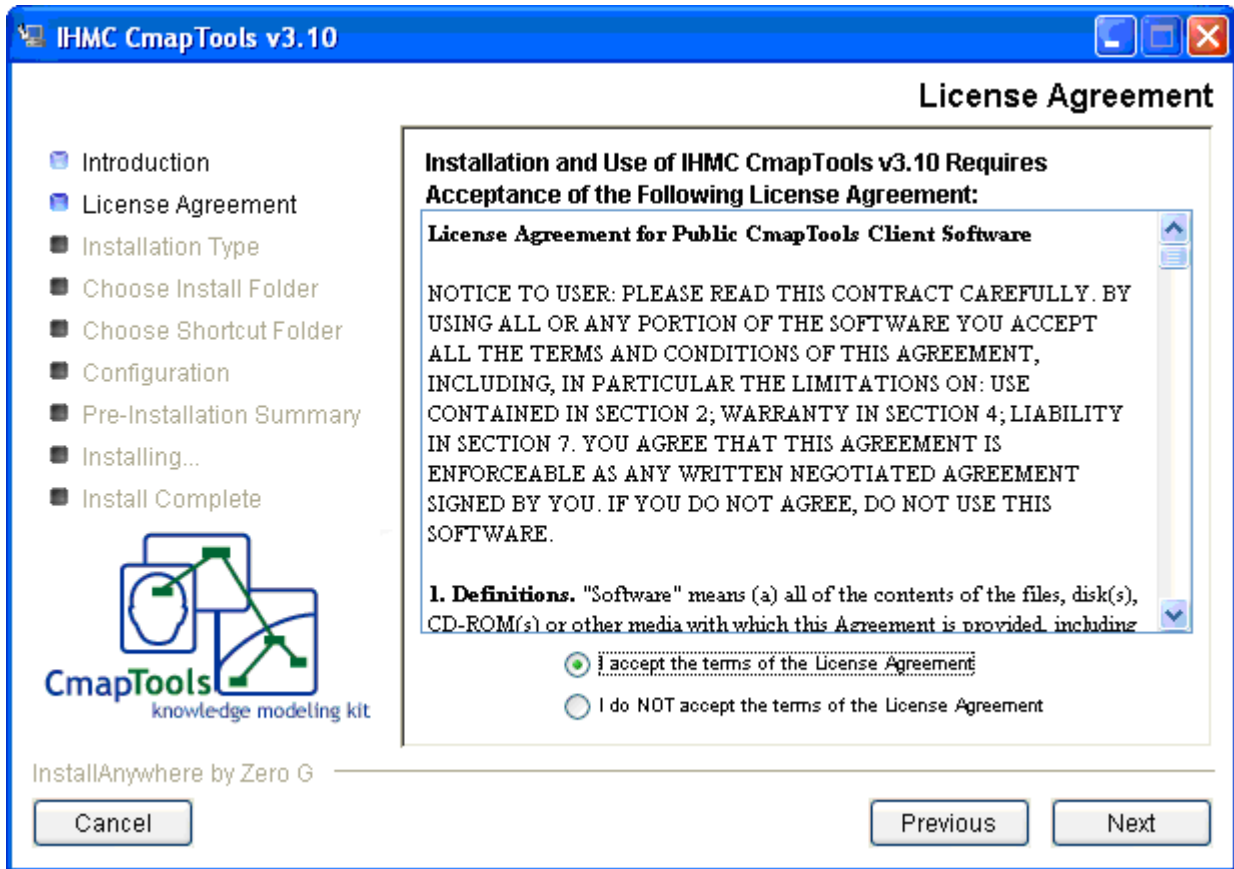 IHMC CmapTools v3.10
License Agreement
Introduction
License Agreement
Installation Type
Choose Install Folder
Choose Shortcut Folder
Configuration
Pre-Installation Summary
Installing...
Install Complete
CmapTools
knowledge modeling kit
Installation and Use of IHMC CmapTools v3.10 Requires
Acceptance of the Following License Agreement:
License Agreement for Public CmapTools Client Software
NOTICE TO USER: PLEASE READ THIS CONTRACT CAREFULLY. BY
USING ALL OR ANY PORTION OF THE SOFTWARE YOU ACCEPT
ALL THE TERMS AND CONDITIONS OF THIS AGREEMENT,
INCLUDING, IN PARTICULAR THE LIMITATIONS ON: USE
CONTAINED IN SECTION 2; WARRANTY IN SECTION 4; LIABILITY
IN SECTION 7. YOU AGREE THAT THIS AGREEMENT IS
ENFORCEABLE AS ANY WRITTEN NEGOTIATED AGREEMENT
SIGNED BY YOU. IF YOU DO NOT AGREE, DO NOT USE THIS
SOFTWARE.
1. Definitions. "Software" means (a) all of the contents of the files, disk(s),
CD-ROM(s) or other media with which this Agreement is provided, including
I accept the terms of the License Agreement
I do NOT accept the terms of the License Agreement
InstallAnywhere by Zero G
Cancel
Previous
Next